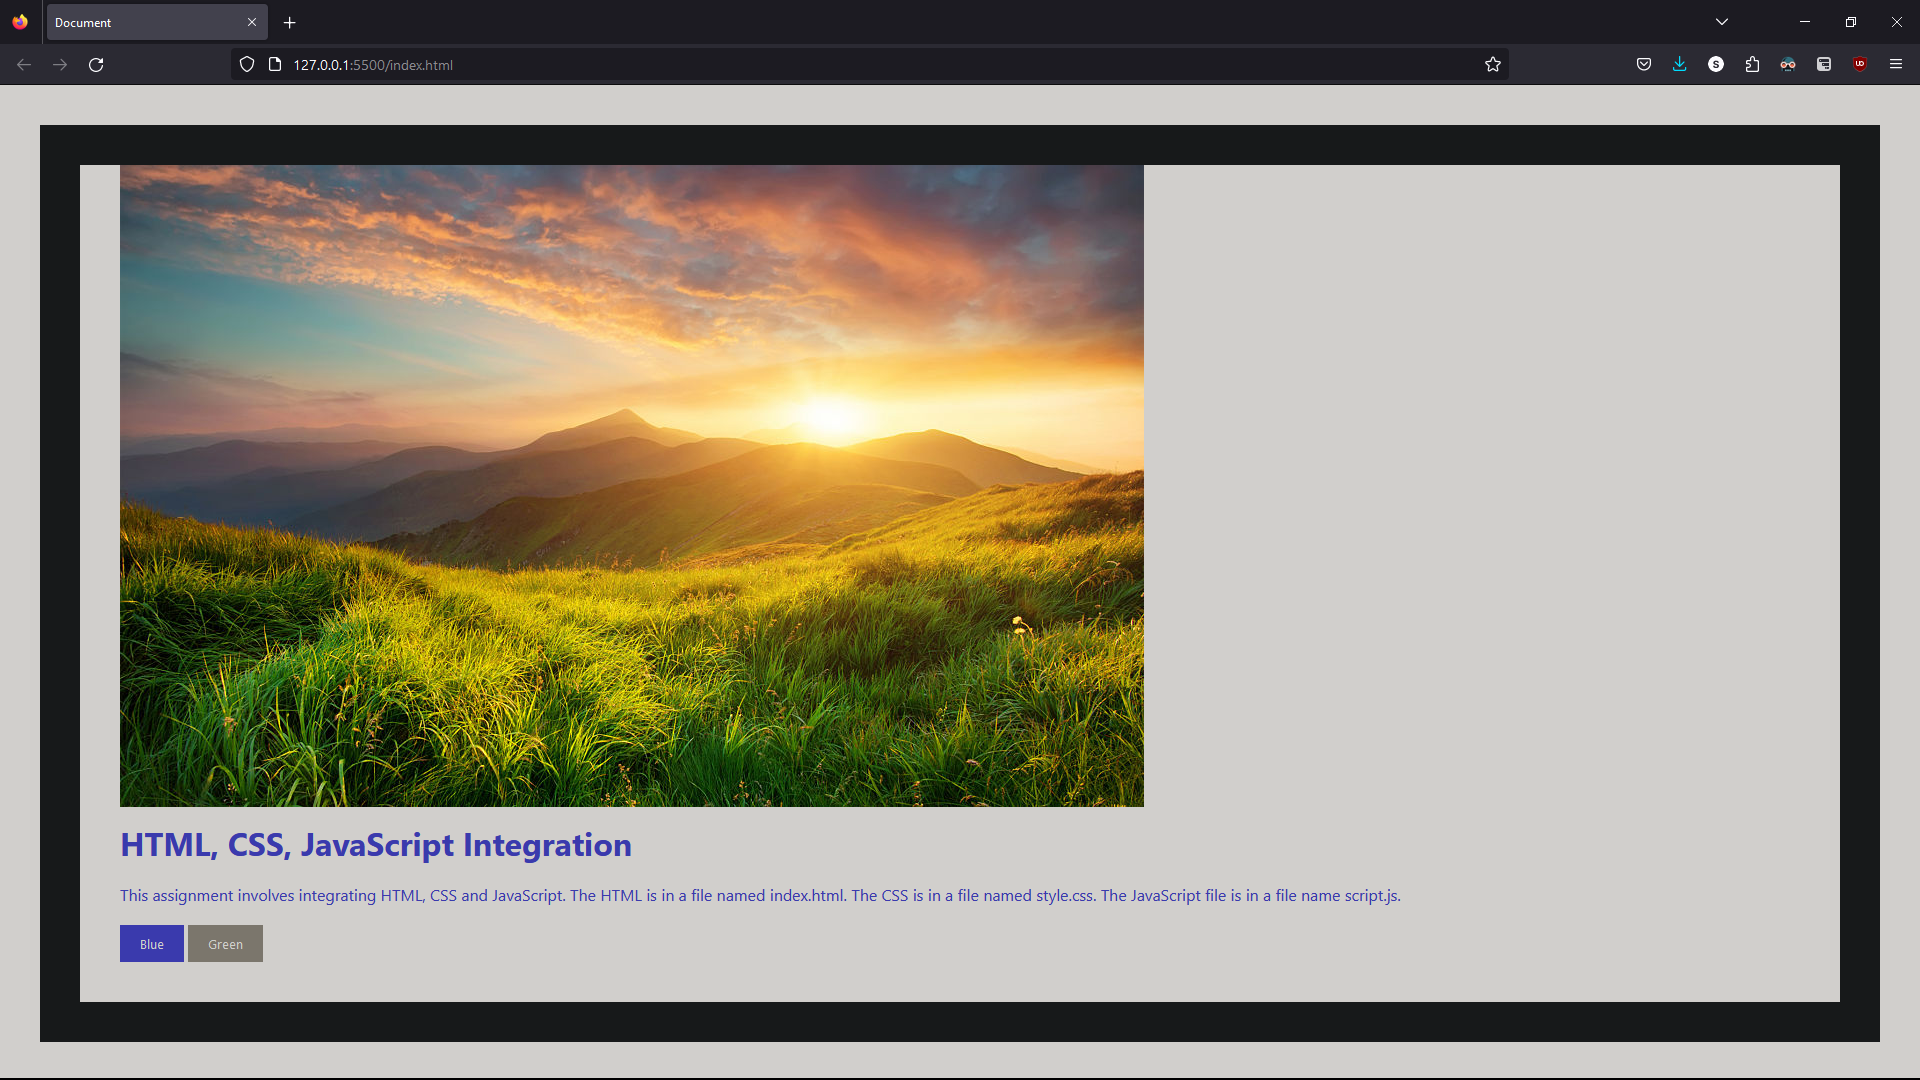 Document
127.0.0.1:5500/index.html
S
UD
HTML, CSS, JavaScript Integration
This assignment involves integrating HTML, CSS and JavaScript. The HTML is in a file named index.html. The CSS is in a file named style.css. The JavaScript file is in a file name script.js.
Blue Green